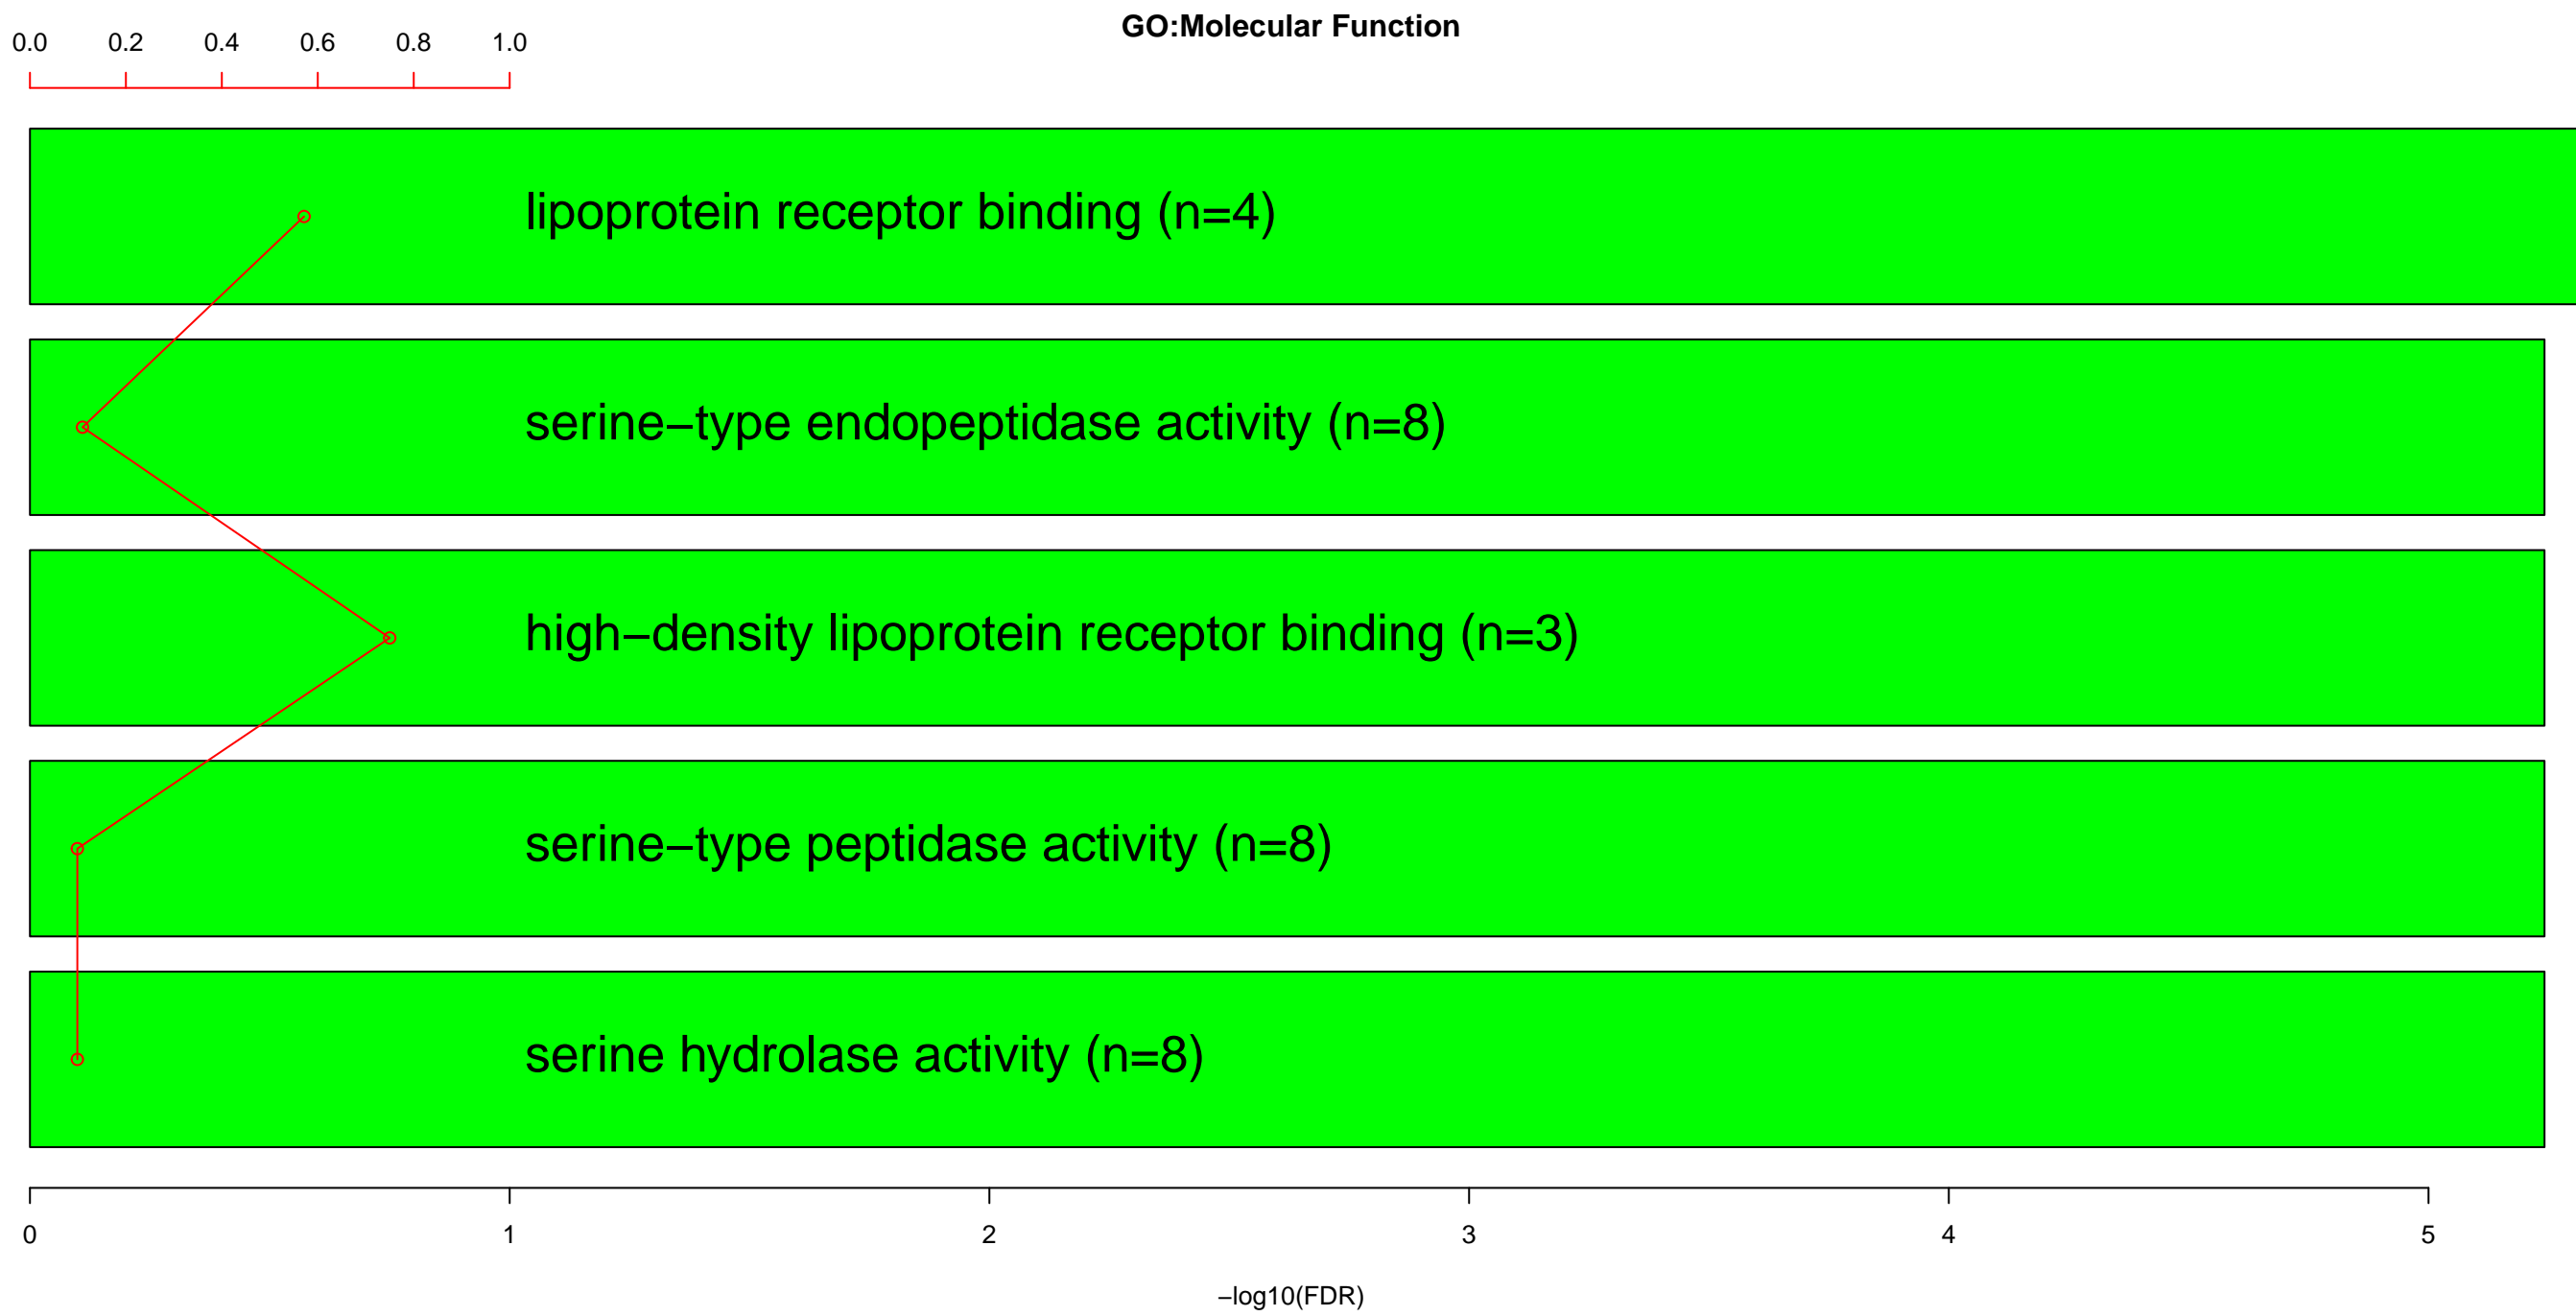 GO:Molecular Function
0.0 0.2 0.4 0.6 0.8 1.0
lipoprotein receptor binding (n=4)
serine−type endopeptidase activity (n=8)
high−density lipoprotein receptor binding (n=3)
serine−type peptidase activity (n=8)
serine hydrolase activity (n=8)
0 1 2 3 4 5
−log10(FDR)